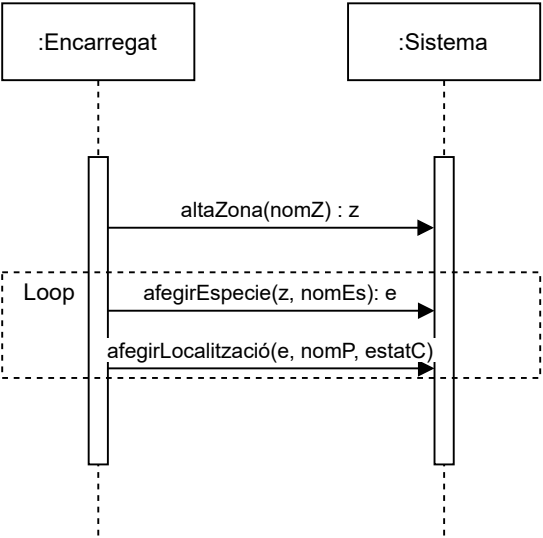 :Encarregat
:Sistema
altaZona(nomZ) : z
Loop
afegirEspecie(z, nomEs): e
afegirLocalització(e, nomP, estatC)